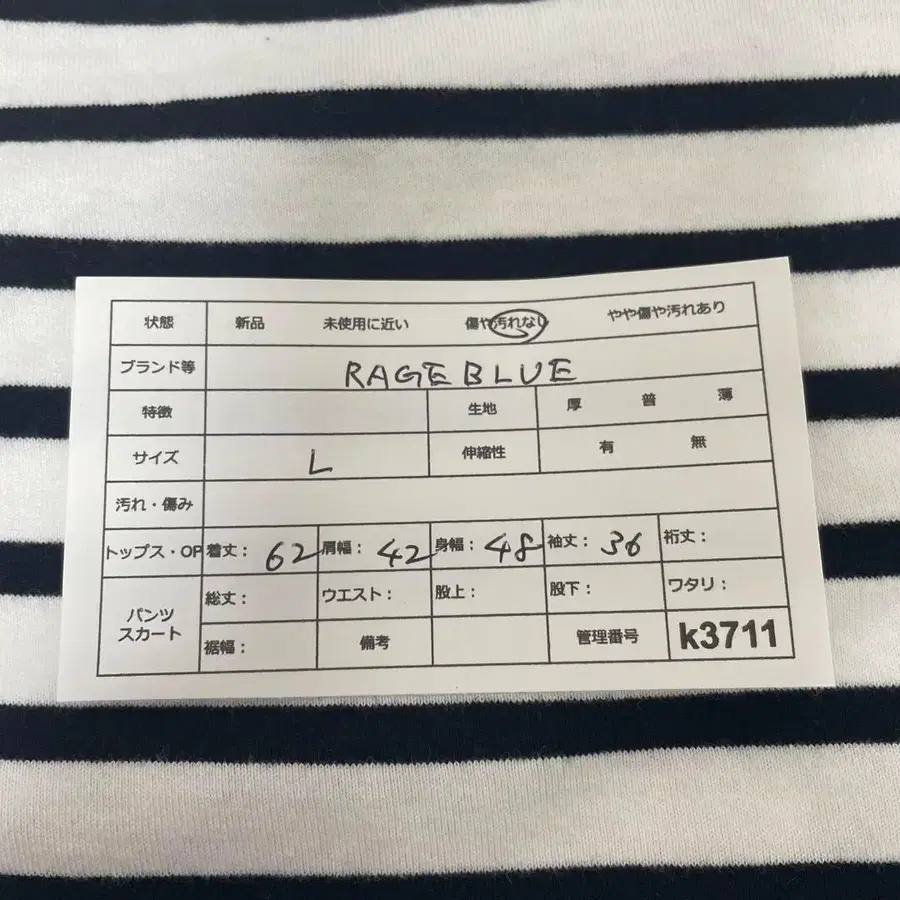 状態 新品 未使用に近い 傷や汚れなし やや傷や汚れあり
ブランド等 RAGEBLUE
特徴 生地 厚 普 薄
サイズ L 伸縮性 有 無
汚れ・傷み
トップス・OP 着丈： 62 肩幅： 42 身幅： 48 袖丈： 36 裄丈：
パンツ スカート 総丈： ウエスト： 股上： 股下： ワタリ：
裾幅： 備考 管理番号 k3711